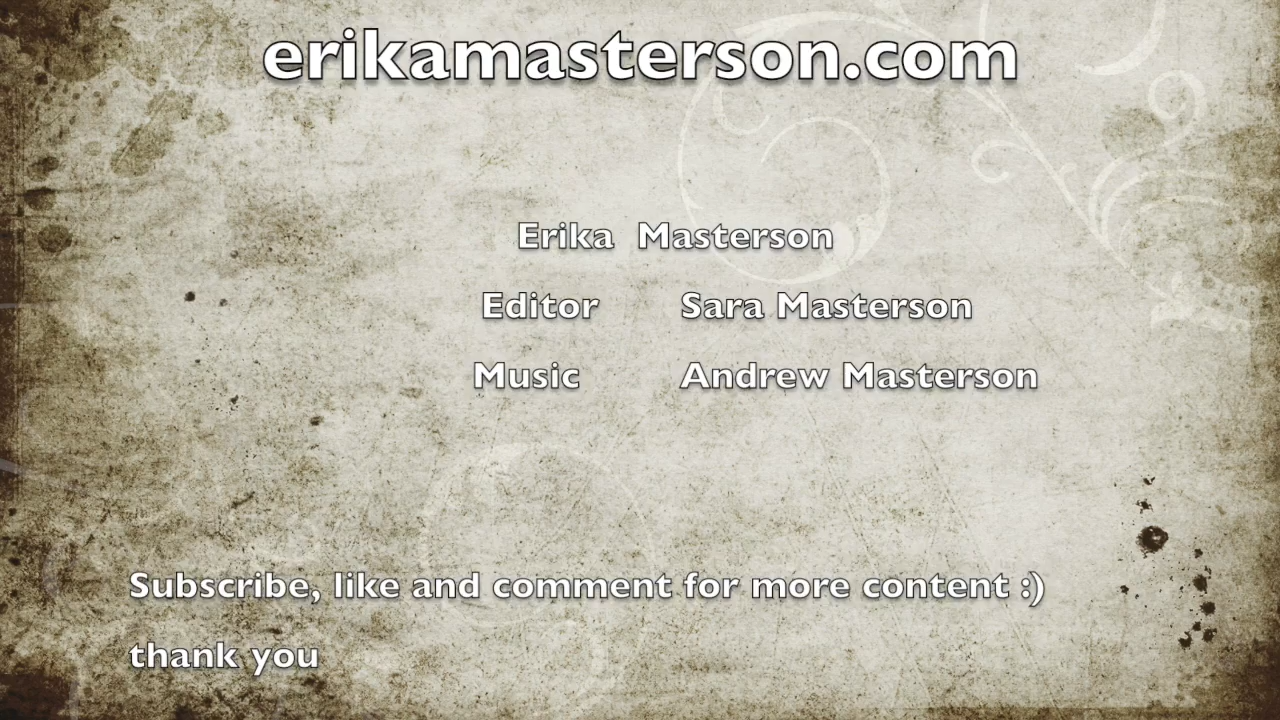 erikamasterson.com
Erika Masterson
Editor Sara Masterson
Music Andrew Masterson
Subscribe, like and comment for more content :)
thank you